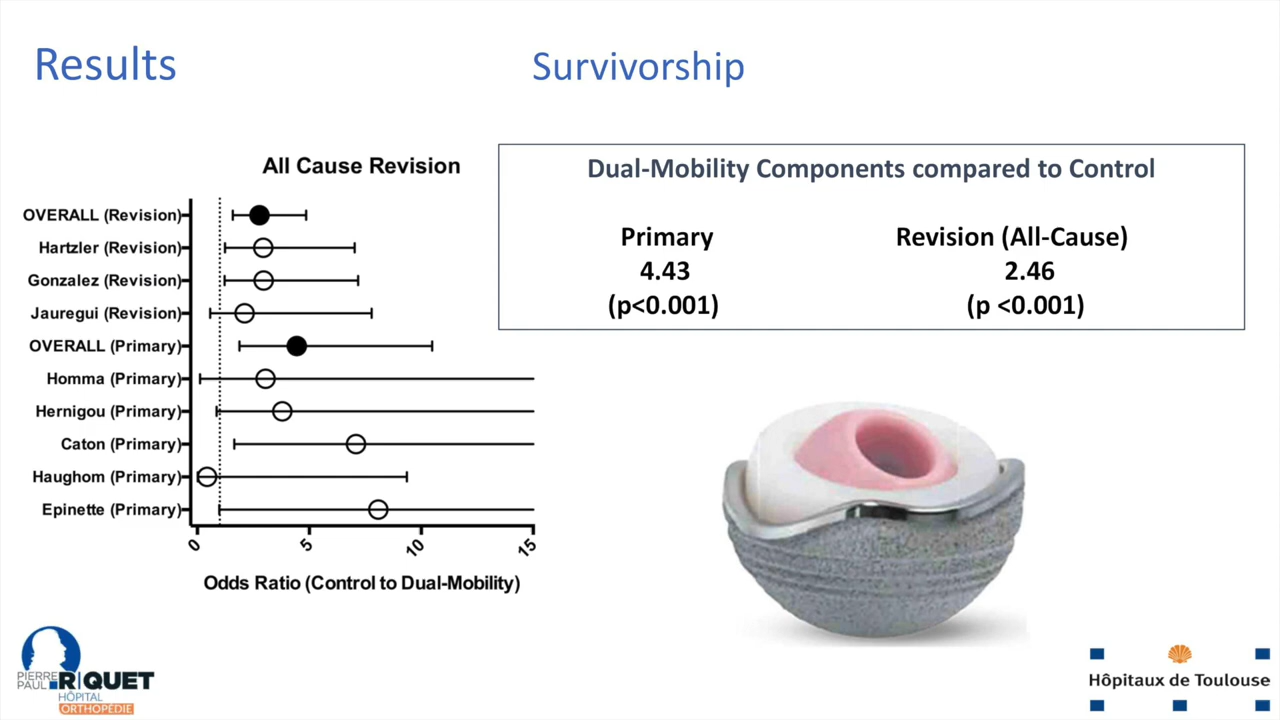 Results
Survivorship
All Cause Revision
OVERALL (Revision)
Hartzler (Revision)
Gonzalez (Revision)
Jauregui (Revision)
OVERALL (Primary)
Homma (Primary)
Hernigou (Primary)
Caton (Primary)
Haughom (Primary)
Epinette (Primary)
0 5 10 15
Odds Ratio (Control to Dual-Mobility)
Dual-Mobility Components compared to Control
Primary Revision (All-Cause)
4.43 2.46
(p<0.001) (p <0.001)
PIERRE
PAUL RIQUET
HÔPITAL
ORTHOPÉDIE
Hôpitaux de Toulouse